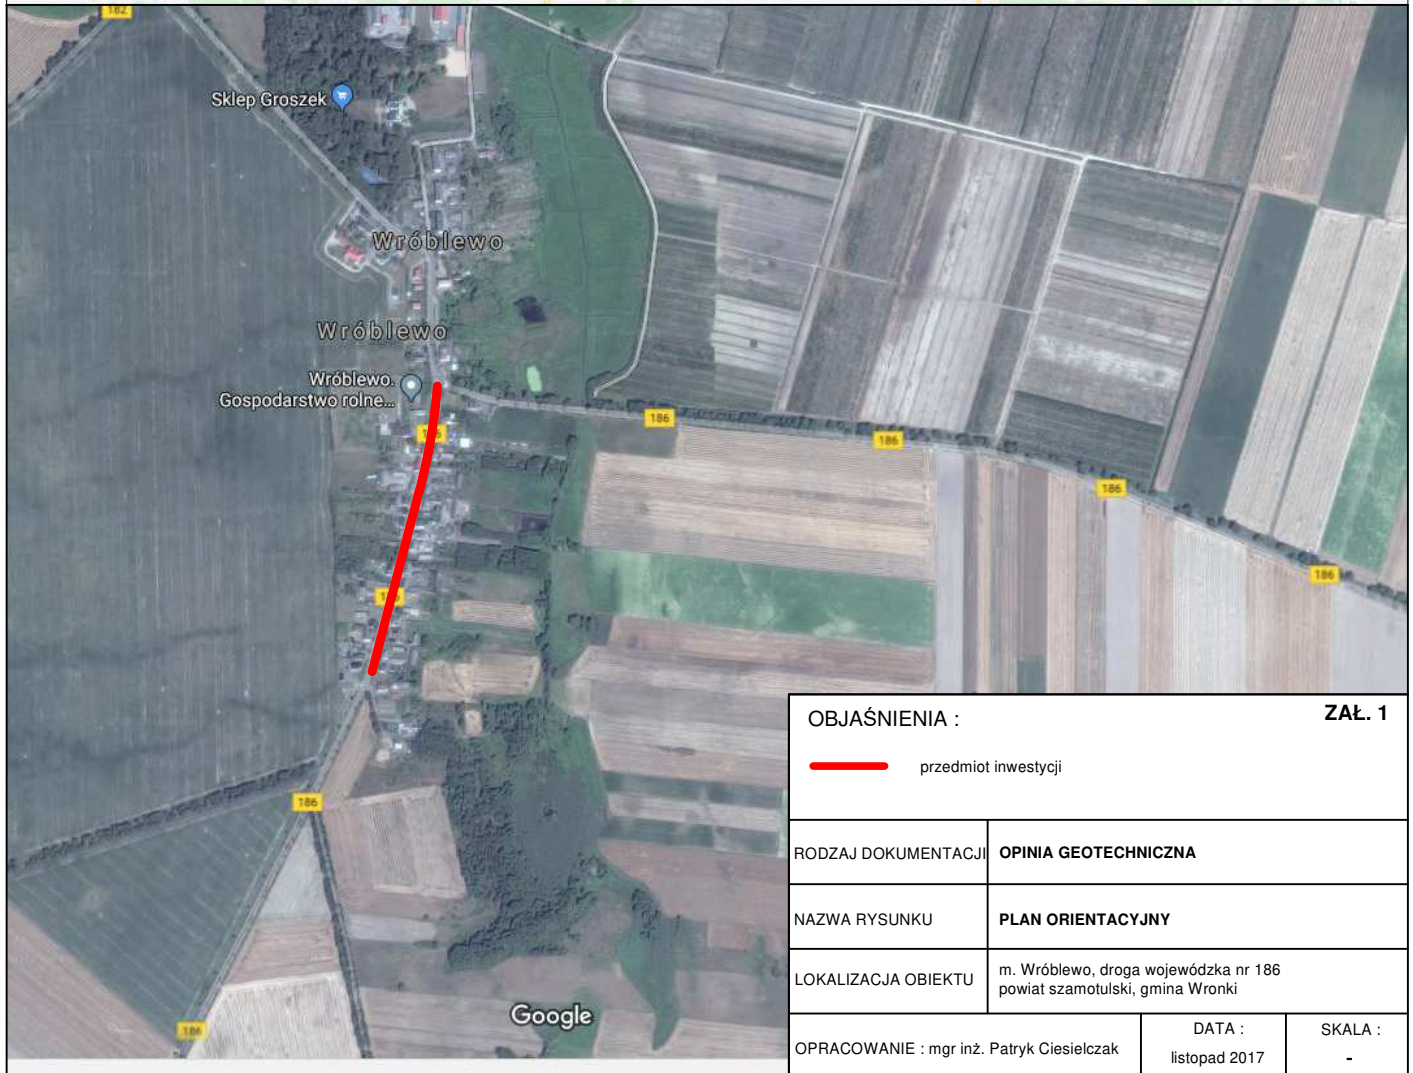 182
Sklep Groszek
Wróblewo
Wróblewo
Wróblewo.
Gospodarstwo rolne...
186
186
186
186
186
186
OBJAŚNIENIA :
ZAŁ. 1
przedmiot inwestycji
RODZAJ DOKUMENTACJI
OPINIA GEOTECHNICZNA
NAZWA RYSUNKU
PLAN ORIENTACYJNY
LOKALIZACJA OBIEKTU
m. Wróblewo, droga wojewódzka nr 186
powiat szamotulski, gmina Wronki
OPRACOWANIE : mgr inż. Patryk Ciesielczak
DATA :
listopad 2017
SKALA :
-
Google